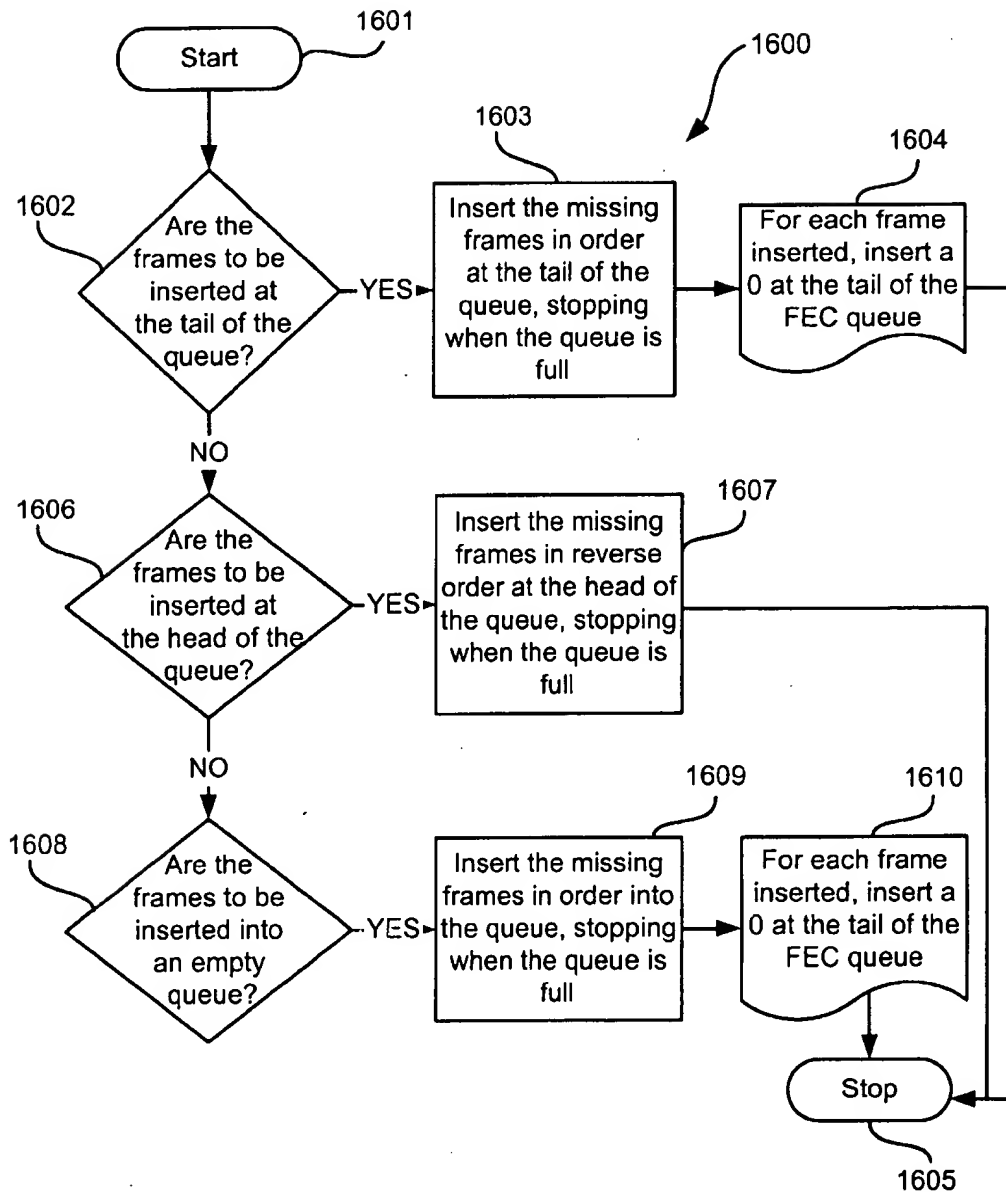 1601
Start
1600
1603
1604
1602
Are the
frames to be
inserted at
the tail of the
queue?
YES
Insert the missing
frames in order
at the tail of the
queue, stopping
when the queue is
full
For each frame
inserted, insert a
0 at the tail of the
FEC queue
NO
1606
Are the
frames to be
inserted at
the head of the
queue?
YES
1607
Insert the missing
frames in reverse
order at the head of
the queue, stopping
when the queue is
full
NO
1608
Are the
frames to be
inserted into
an empty
queue?
YES
1609
Insert the missing
frames in order into
the queue, stopping
when the queue is
full
1610
For each frame
inserted, insert a
0 at the tail of the
FEC queue
Stop
1605